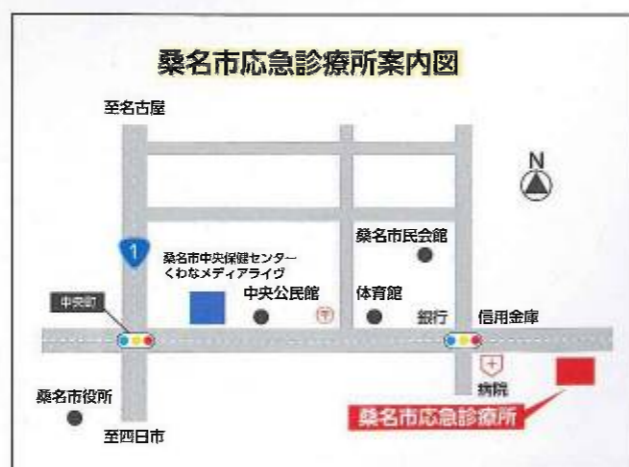 桑名市応急診療所案内図
至名古屋
N
1
桑名市中央保健センター
くわなメディアライヴ
桑名市民会館
中央町
中央公民館
〒
体育館
銀行
信用金庫
桑名市役所
病院
桑名市応急診療所
至四日市